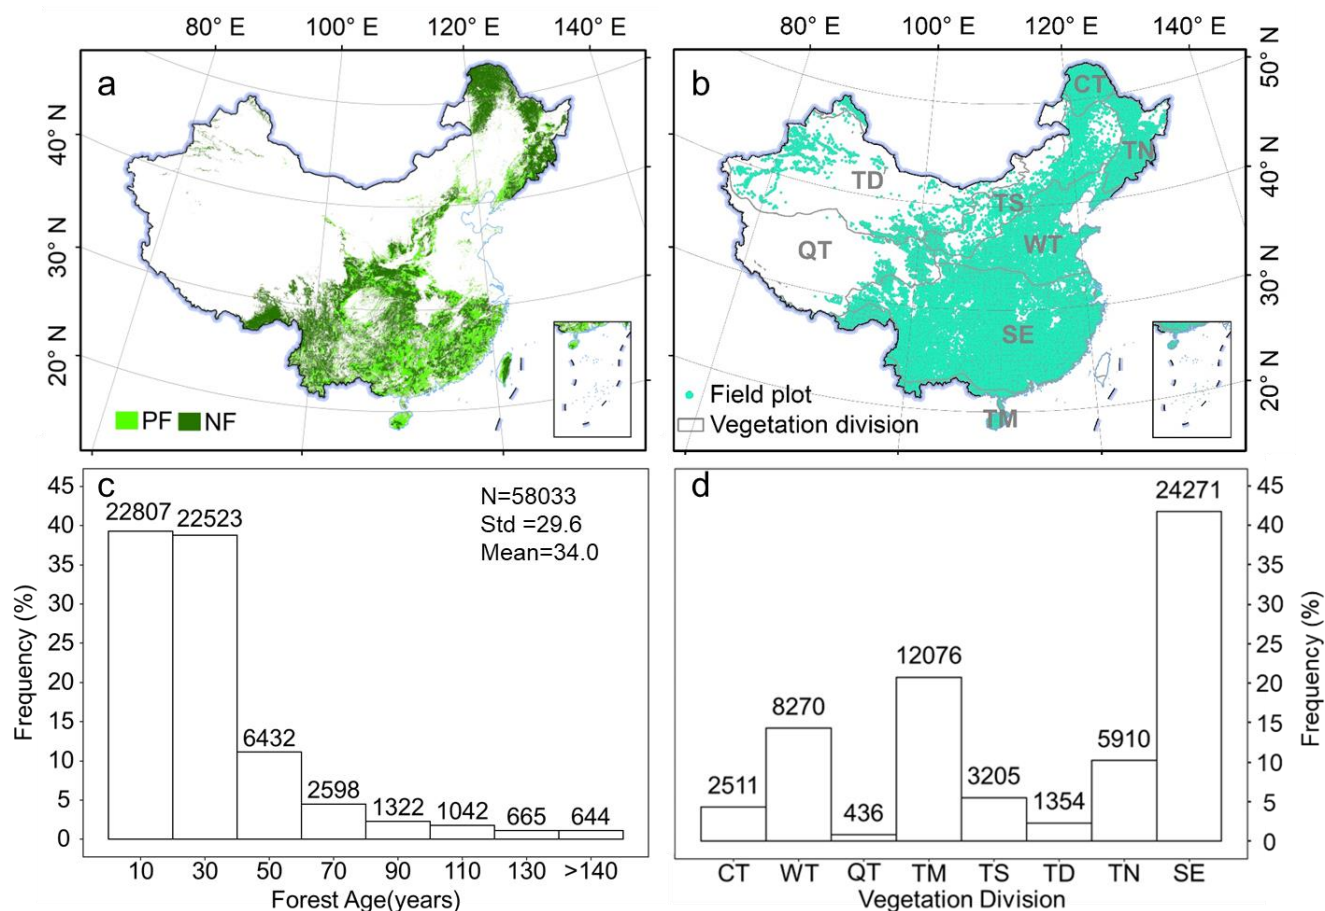 80° E 100° E 120° E 140° E
80° E 100° E 120° E 140° E
a
40° N
30° N
20° N
PF NF
b
50° N
40° N
30° N
20° N
CT
TN
TD
TS
WT
QT
SE
TM
Field plot
Vegetation division
c
N=58033
Std =29.6
Mean=34.0
Frequency (%)
45
40
35
30
25
20
15
10
5
0
22807 22523 6432 2598 1322 1042 665 644
10 30 50 70 90 110 130 >140
Forest Age(years)
d
2511 8270 436 12076 3205 1354 5910 24271
45
40
35
30
25
20
15
10
5
0
Frequency (%)
CT WT QT TM TS TD TN SE
Vegetation Division